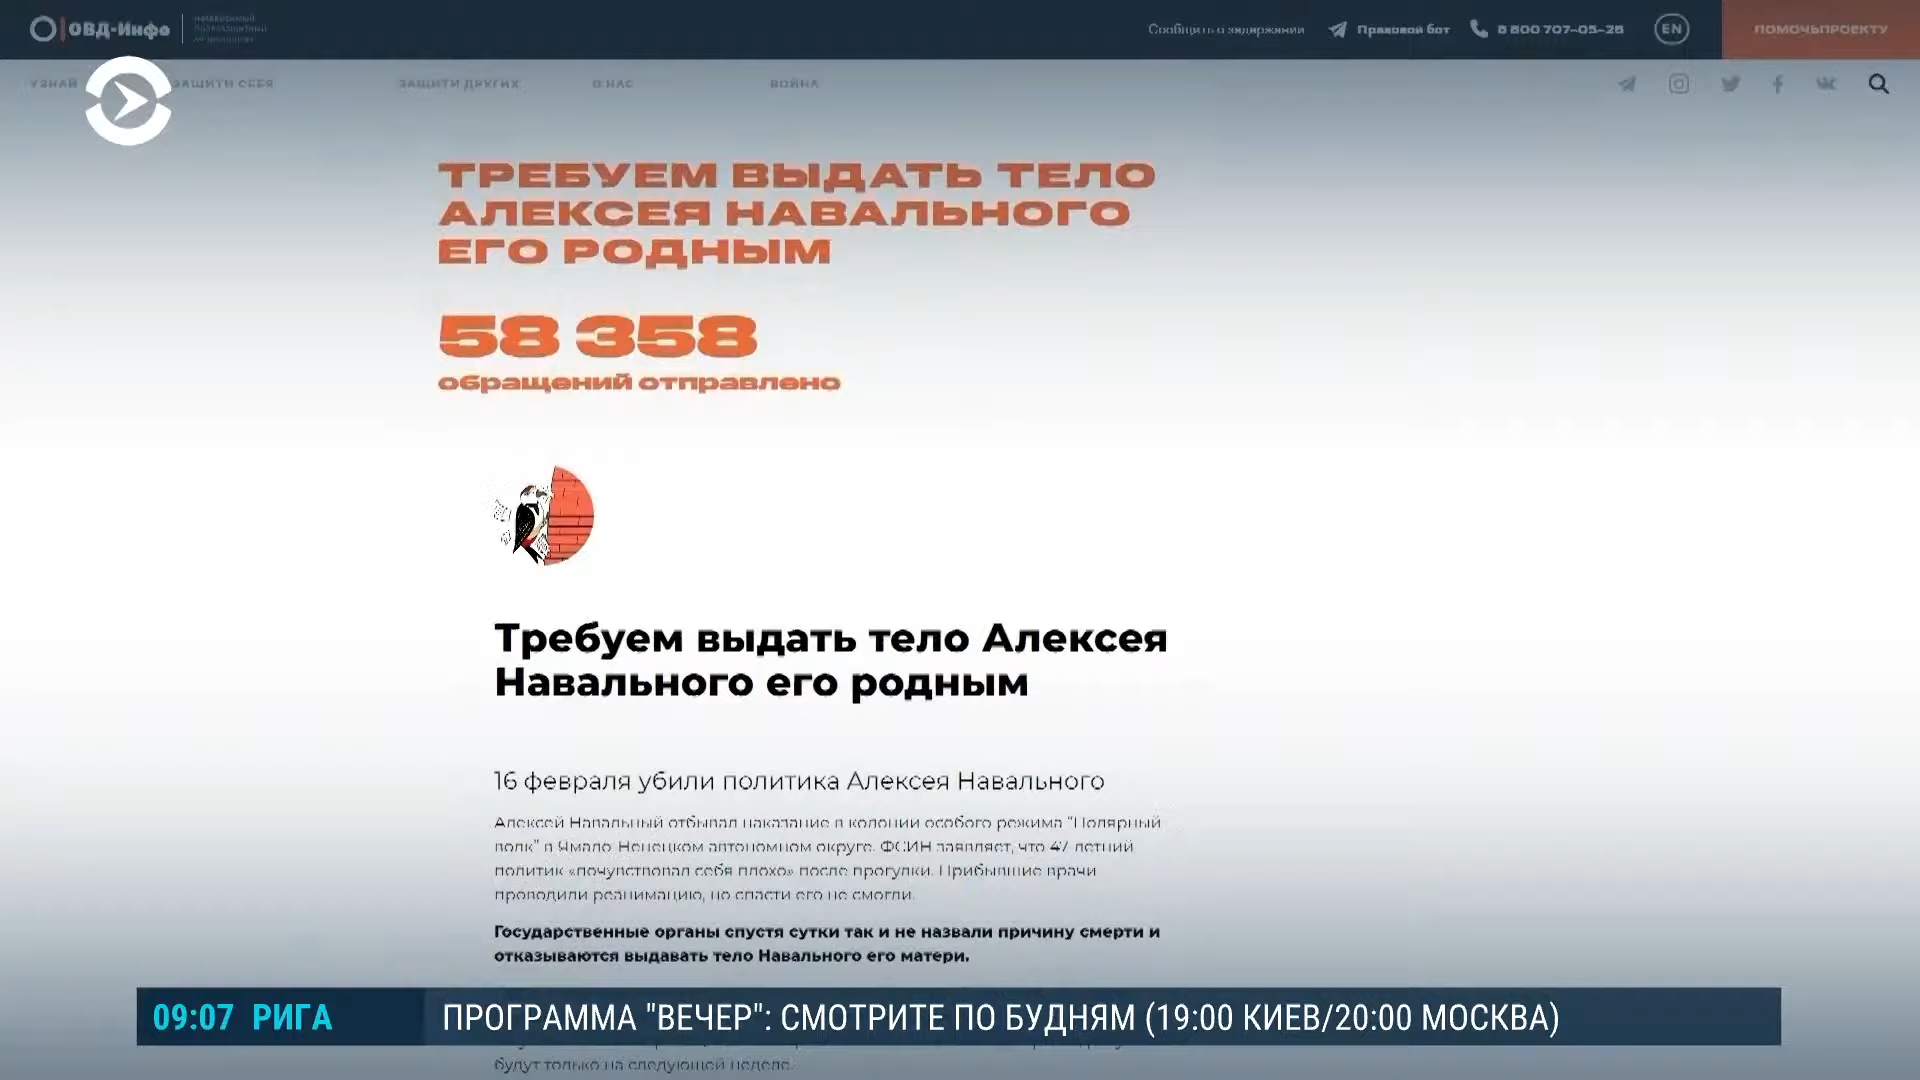 ОВД-Инфо
Сообщить о задержании
Правовой бот
8 800 707-05-28
EN
ПОМОЧЬ ПРОЕКТУ
УЗНАЙ
ЗАЩИТИ СЕБЯ
ЗАЩИТИ ДРУГИХ
О НАС
ВОЙНА
ТРЕБУЕМ ВЫДАТЬ ТЕЛО
АЛЕКСЕЯ НАВАЛЬНОГО
ЕГО РОДНЫМ
58 358
обращений отправлено
Требуем выдать тело Алексея
Навального его родным
16 февраля убили политика Алексея Навального
Алексей Навальный отбывал наказание в колонии особого режима “Полярный
волк” в Ямало-Ненецком автономном округе. ФСИН заявляет, что 47-летний
политик «почувствовал себя плохо» после прогулки. Прибывшие врачи
проводили реанимацию, но спасти его не смогли.
Государственные органы спустя сутки так и не назвали причину смерти и
отказываются выдавать тело Навального его матери.
09:07 РИГА
ПРОГРАММА "ВЕЧЕР": СМОТРИТЕ ПО БУДНЯМ (19:00 КИЕВ/20:00 МОСКВА)
будут только на следующей неделе.